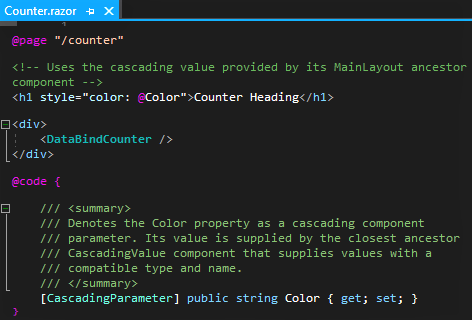 Counter.razor
@page "/counter"
<!-- Uses the cascading value provided by its MainLayout ancestor
component -->
<h1 style="color: @Color">Counter Heading</h1>
<div>
    <DataBindCounter />
</div>
@code {
    /// <summary>
    /// Denotes the Color property as a cascading component
    /// parameter. Its value is supplied by the closest ancestor
    /// CascadingValue component that supplies values with a
    /// compatible type and name.
    /// </summary>
    [CascadingParameter] public string Color { get; set; }
}